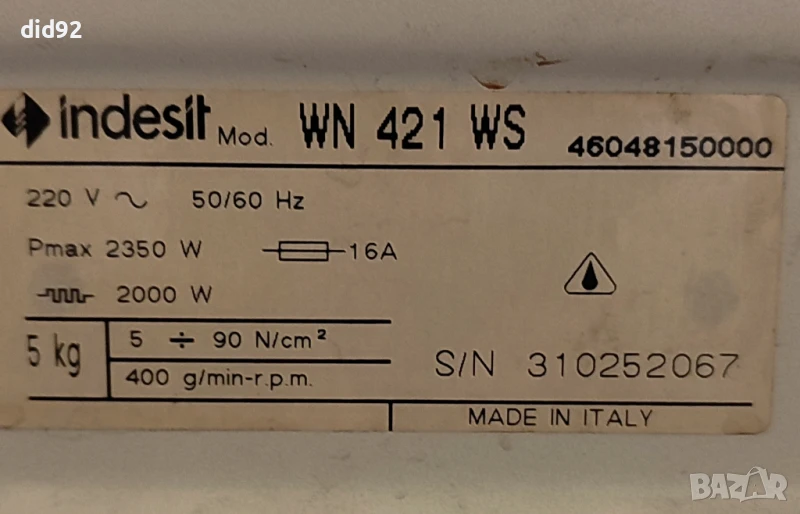 did92
indesit Mod. WN 421 WS 46048150000
220 V ~ 50/60 Hz
Pmax 2350 W 16A
2000 W
5 kg
5 ÷ 90 N/cm²
400 g/min-r.p.m.
S/N 310252067
MADE IN ITALY
BAZAR